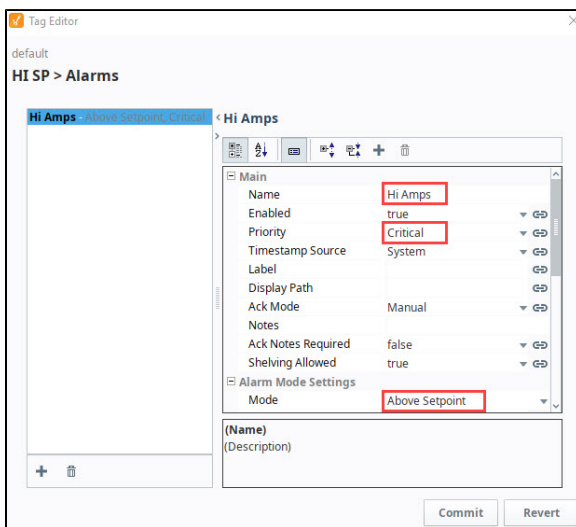 Tag Editor
default
HI SP > Alarms
Hi Amps - Above Setpoint, Critical
Hi Amps
Main
Name Hi Amps
Enabled true
Priority Critical
Timestamp Source System
Label
Display Path
Ack Mode Manual
Notes
Ack Notes Required false
Shelving Allowed true
Alarm Mode Settings
Mode Above Setpoint
(Name)
(Description)
Commit Revert